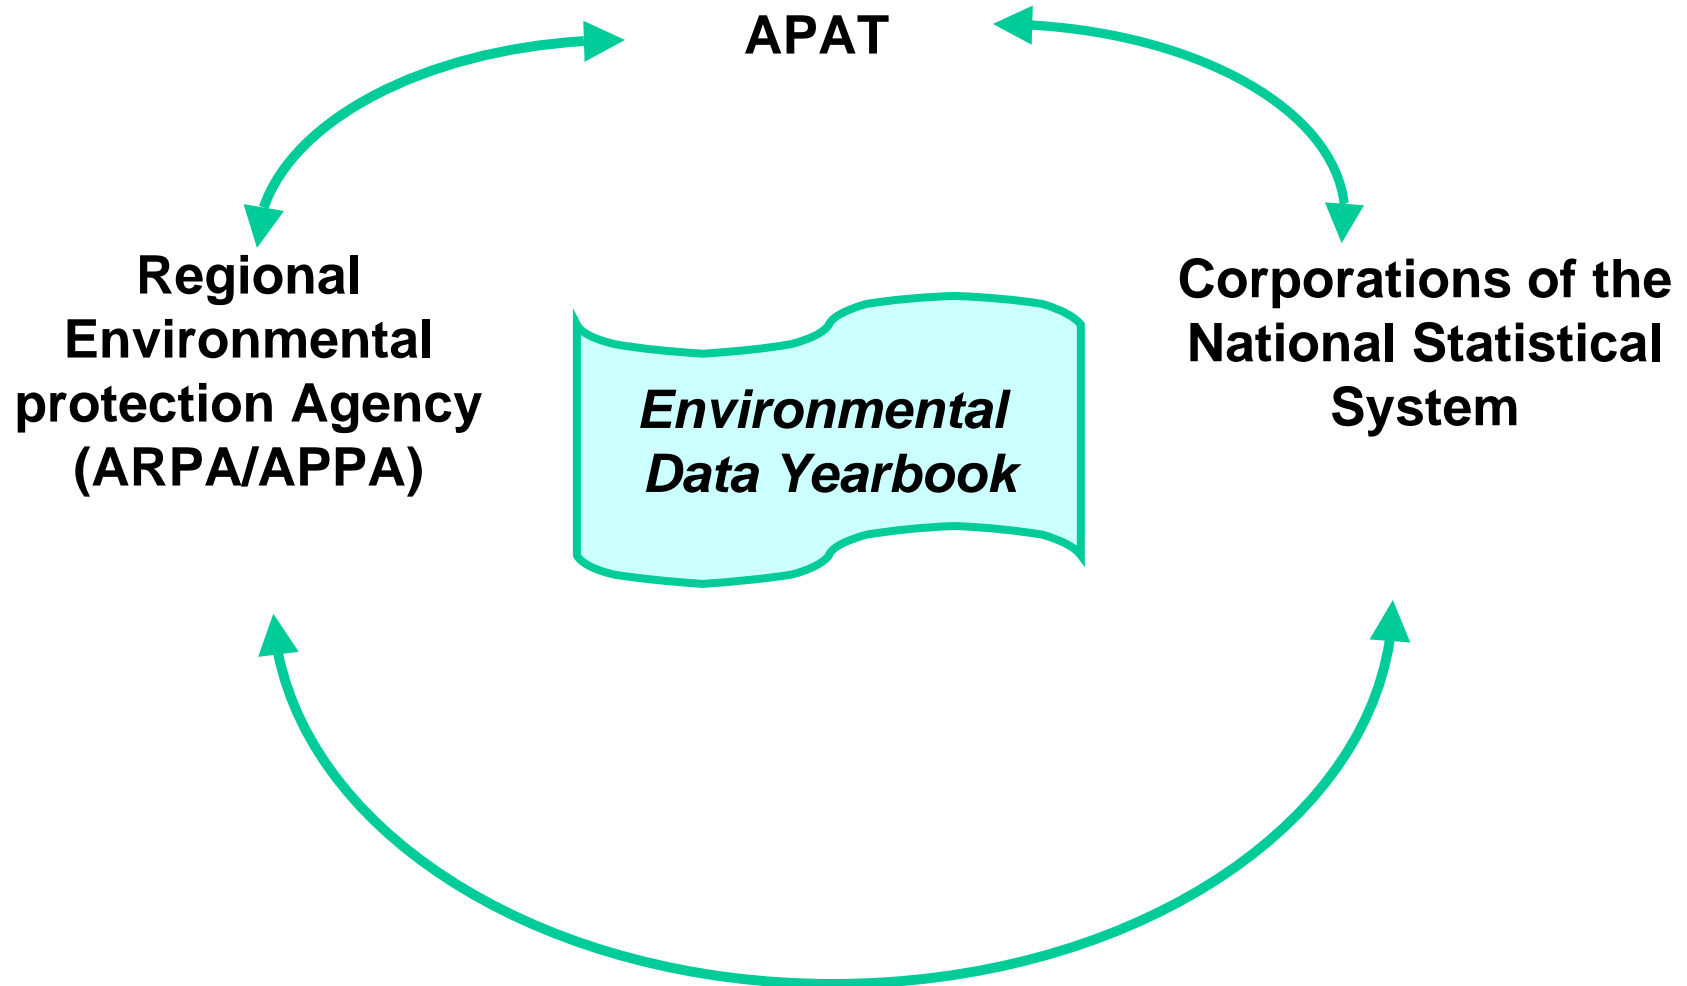 APAT
Regional
Environmental
protection Agency
(ARPA/APPA)
Environmental
Data Yearbook
Corporations of the
National Statistical
System